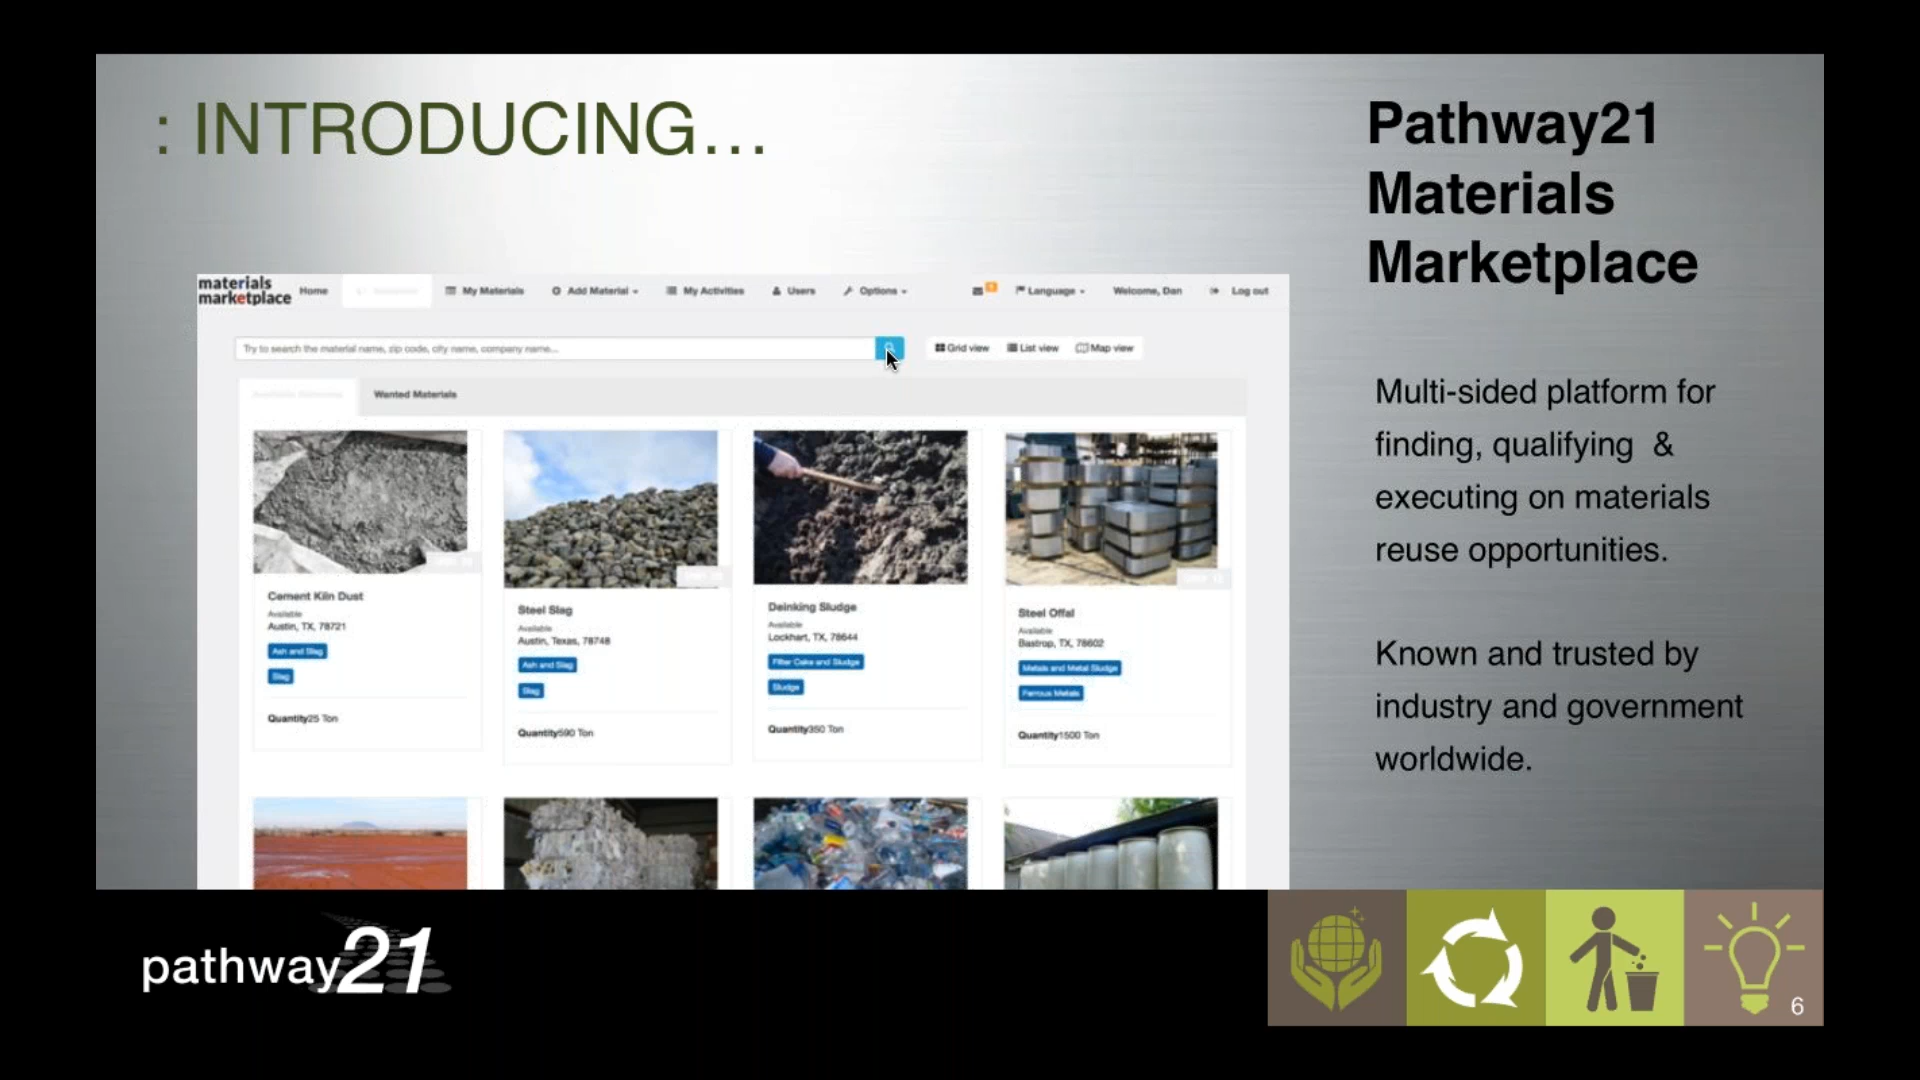 : INTRODUCING...
Pathway21
Materials
Marketplace
materials
marketplace
Home
My Materials
Add Material
My Activities
Users
Options
Language
Welcome, Dan
Log out
Try to search the material name, zip code, city name, company name...
Grid view
List view
Map view
Wanted Materials
Cement Kiln Dust
Available
Austin, TX, 78721
Ash and Slag
Slag
Quantity25 Ton
Steel Slag
Available
Austin, Texas, 78748
Ash and Slag
Slag
Quantity590 Ton
Deinking Sludge
Available
Lockhart, TX, 78644
Filter Cake and Sludge
Sludge
Quantity350 Ton
Steel Offal
Available
Bastrop, TX, 78602
Metals and Metal Sludge
Ferrous Metals
Quantity1500 Ton
Multi-sided platform for
finding, qualifying &
executing on materials
reuse opportunities.
Known and trusted by
industry and government
worldwide.
pathway21
6